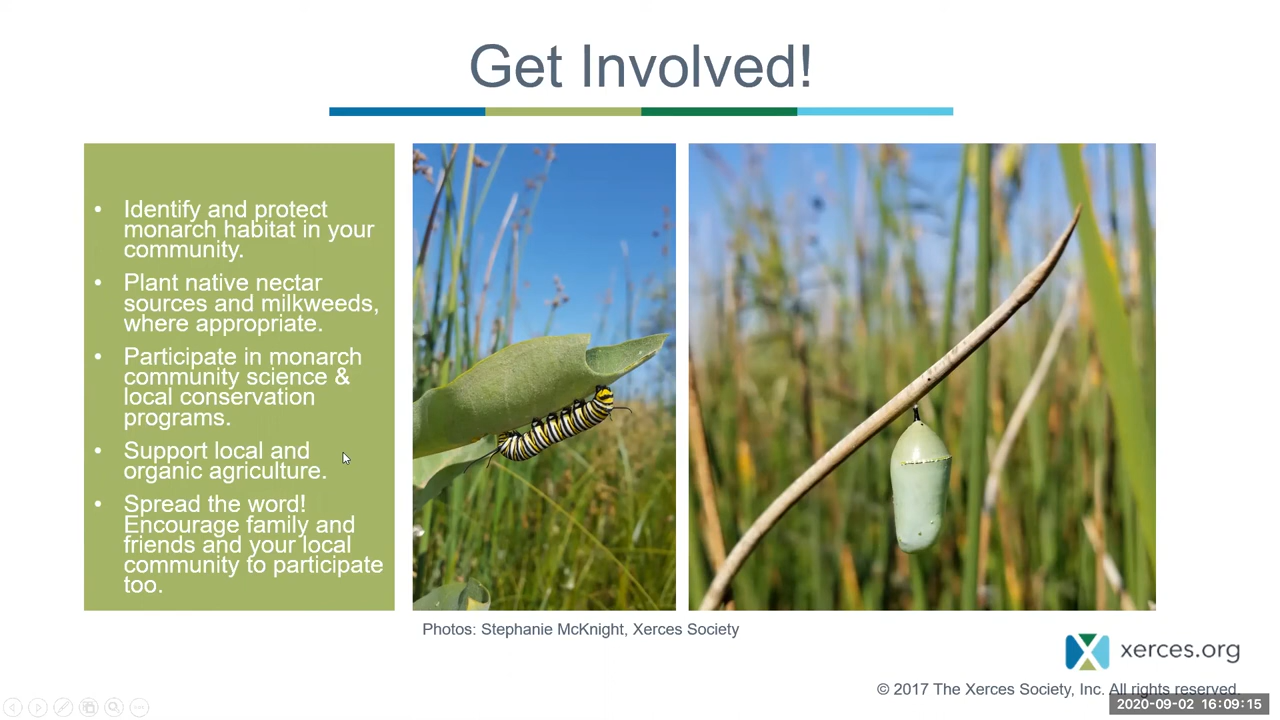 Get Involved!
• Identify and protect
monarch habitat in your
community.
• Plant native nectar
sources and milkweeds,
where appropriate.
• Participate in monarch
community science &
local conservation
programs.
• Support local and
organic agriculture.
• Spread the word!
Encourage family and
friends and your local
community to participate
too.
Photos: Stephanie McKnight, Xerces Society
xerces.org
© 2017 The Xerces Society, Inc. All rights reserved.
2020-09-02 16:09:15